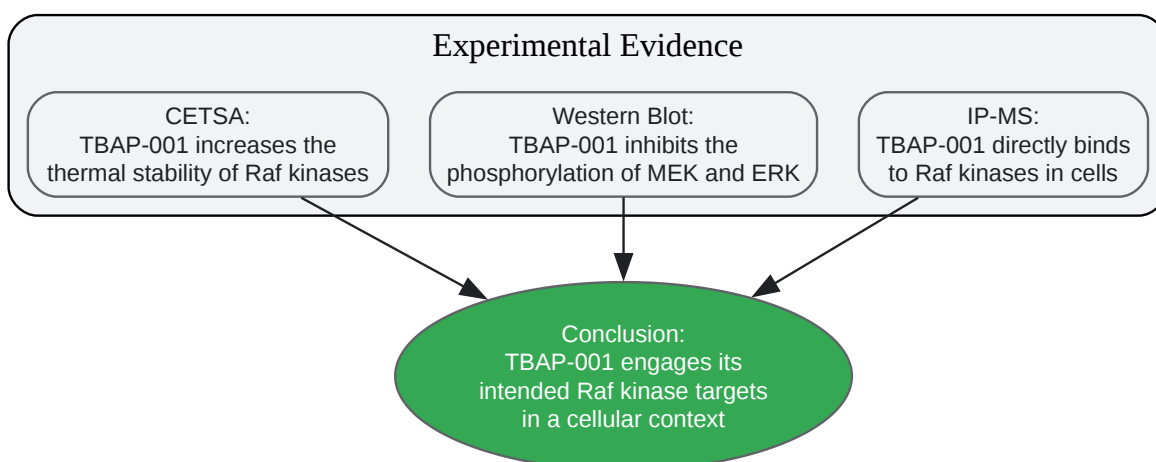 Experimental Evidence
CETSA:
TBAP-001 increases the
thermal stability of Raf kinases
Western Blot:
TBAP-001 inhibits the
phosphorylation of MEK and ERK
IP-MS:
TBAP-001 directly binds
to Raf kinases in cells
Conclusion:
TBAP-001 engages its
intended Raf kinase targets
in a cellular context